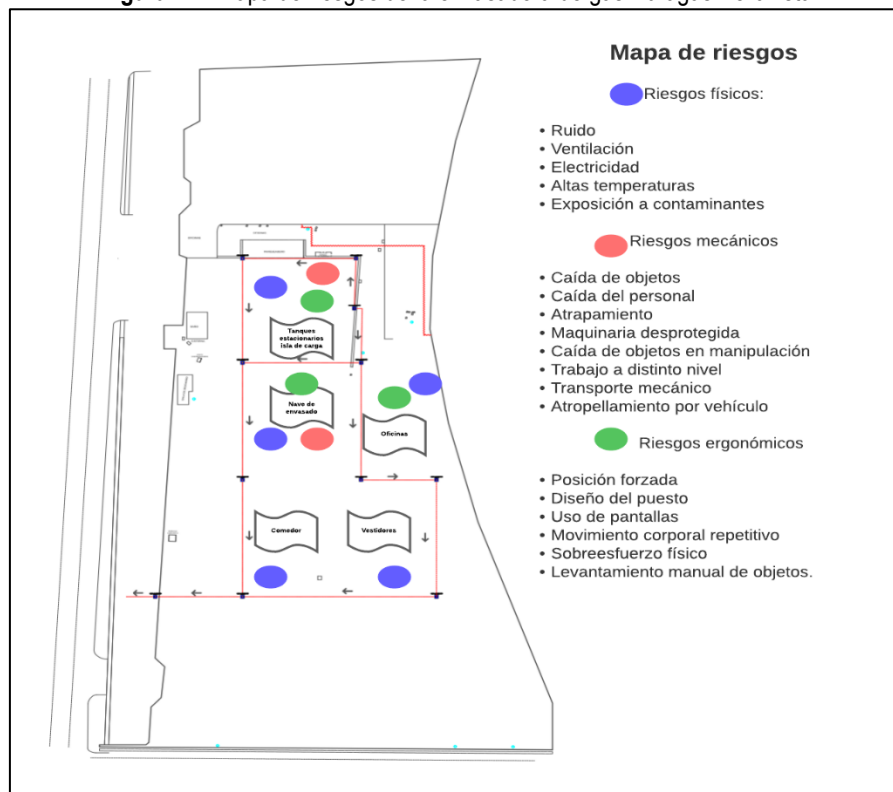 Mapa de riesgos
Riesgos físicos:
• Ruido
• Ventilación
• Electricidad
• Altas temperaturas
• Exposición a contaminantes
Riesgos mecánicos
• Caída de objetos
• Caída del personal
• Atrapamiento
• Maquinaria desprotegida
• Caída de objetos en manipulación
• Trabajo a distinto nivel
• Transporte mecánico
• Atropellamiento por vehículo
Riesgos ergonómicos
• Posición forzada
• Diseño del puesto
• Uso de pantallas
• Movimiento corporal repetitivo
• Sobreesfuerzo físico
• Levantamiento manual de objetos.
Tanques
estacionarios
isla de carga
Nave de
envasado
Oficinas
Comedor
Vestidores